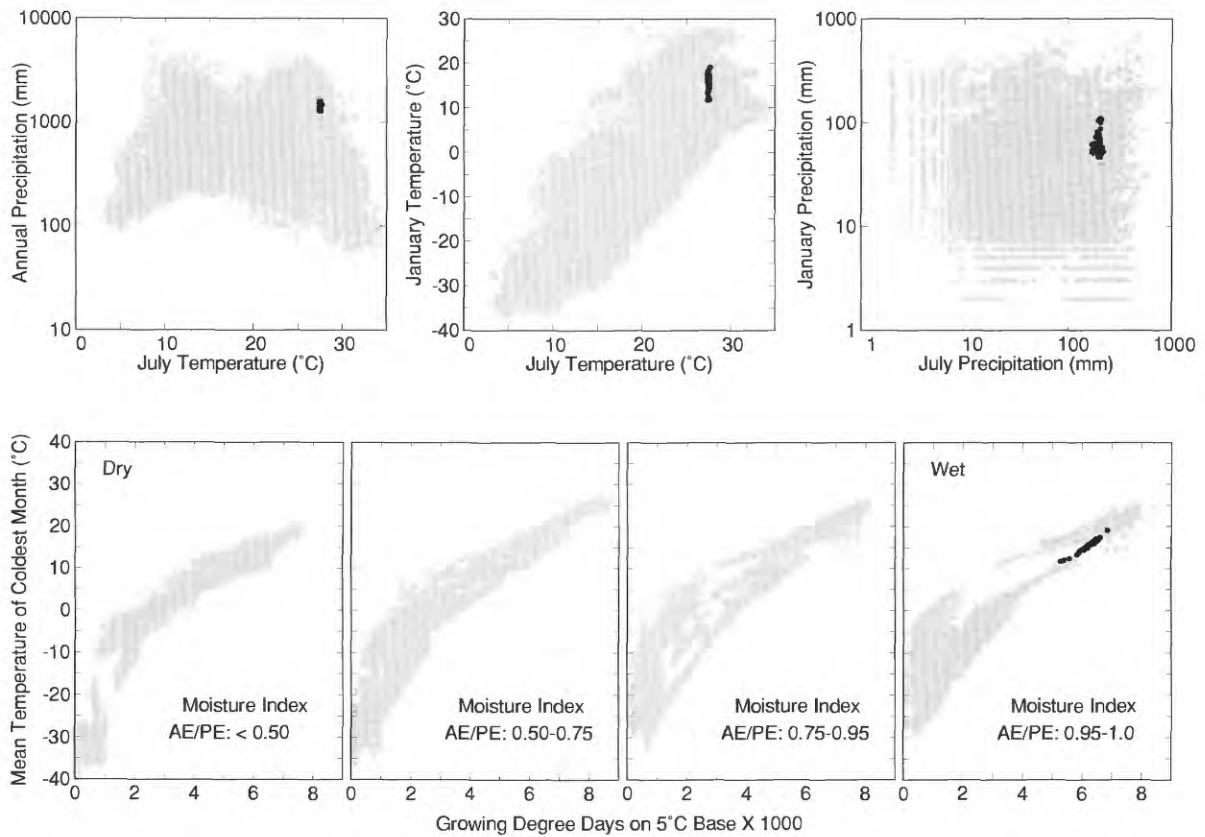 10000
1000
100
10
Annual Precipitation (mm)
0 10 20 30
July Temperature (˚C)
30
20
10
0
-10
-20
-30
-40
January Temperature (˚C)
0 10 20 30
July Temperature (˚C)
1000
100
10
1
January Precipitation (mm)
1 10 100 1000
July Precipitation (mm)
Mean Temperature of Coldest Month (˚C)
40
30
20
10
0
-10
-20
-30
-40
Dry
Moisture Index
AE/PE: < 0.50
0 2 4 6 8
Moisture Index
AE/PE: 0.50-0.75
0 2 4 6 8
Moisture Index
AE/PE: 0.75-0.95
0 2 4 6 8
Wet
Moisture Index
AE/PE: 0.95-1.0
0 2 4 6 8
Growing Degree Days on 5˚C Base X 1000